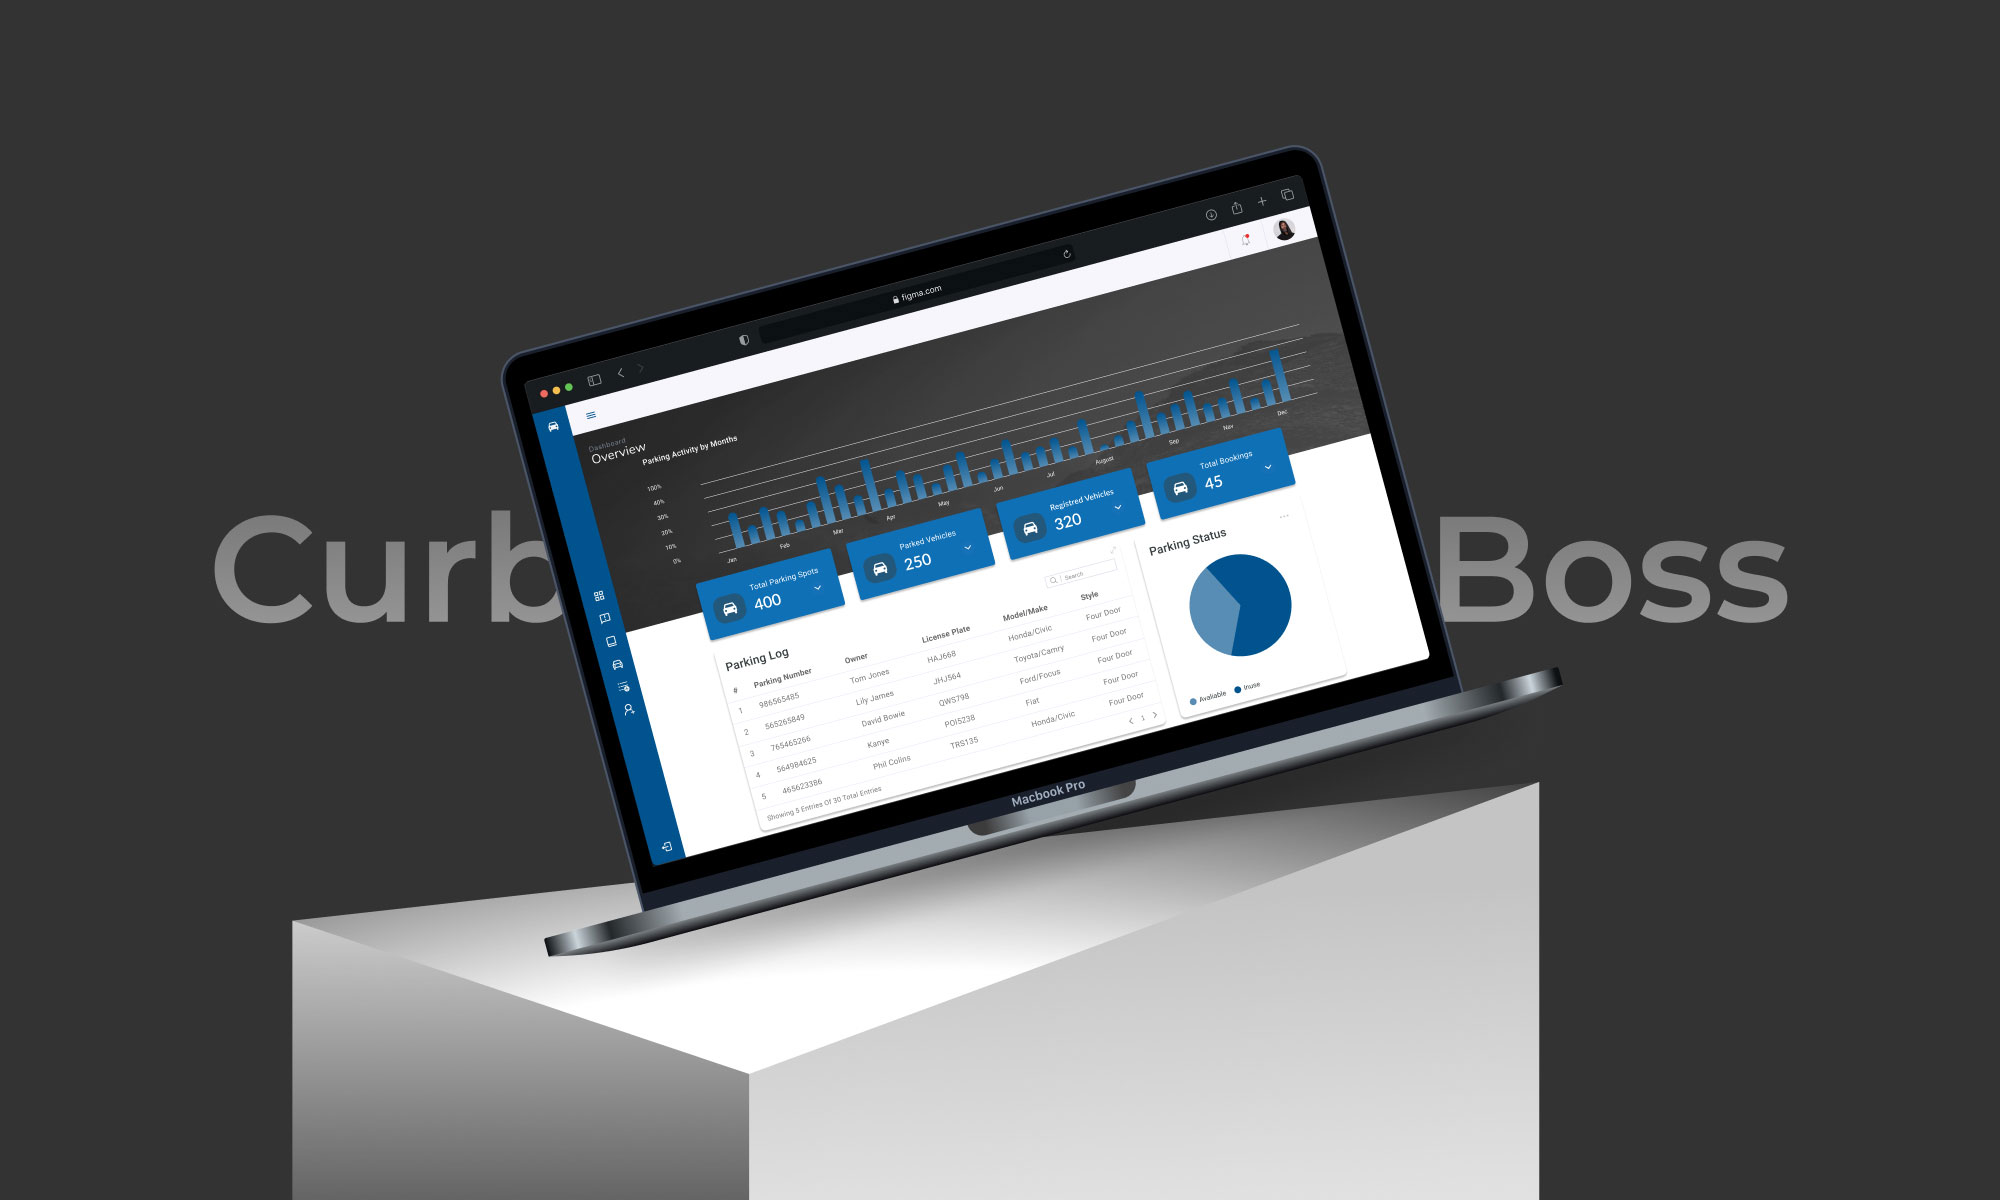 Curb Boss
figma.com
Dashboard
Overview
Parking Activity by Months
100%
40%
30%
20%
10%
0%
Jan Feb Mar Apr May Jun Jul August Sep Nov Dec
Total Parking Spots
400
Parked Vehicles
250
Registred Vehicles
320
Total Bookings
45
Parking Log
Search
# Parking Number Owner License Plate Model/Make Style
1 986565485 Tom Jones HAJ668 Honda/Civic Four Door
2 565265849 Lily James JHJ564 Toyota/Camry Four Door
3 765465266 David Bowie QWS798 Ford/Focus Four Door
4 564984625 Kanye POI5238 Fiat Four Door
5 465623386 Phil Colins TRS135 Honda/Civic Four Door
Showing 5 Entries Of 30 Total Entries
1
Parking Status
Avaliable Inuse
Macbook Pro